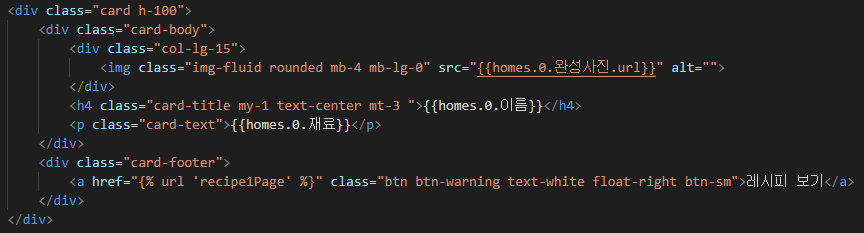 <div class="card h-100">
<div class="card-body">
<div class="col-lg-15">
<img class="img-fluid rounded mb-4 mb-lg-0" src="{{homes.0.완성사진.url}}" alt="">
</div>
<h4 class="card-title my-1 text-center mt-3 ">{{homes.0.이름}}</h4>
<p class="card-text">{{homes.0.재료}}</p>
</div>
<div class="card-footer">
<a href="{% url 'recipe1Page' %}" class="btn btn-warning text-white float-right btn-sm">레시피 보기</a>
</div>
</div>